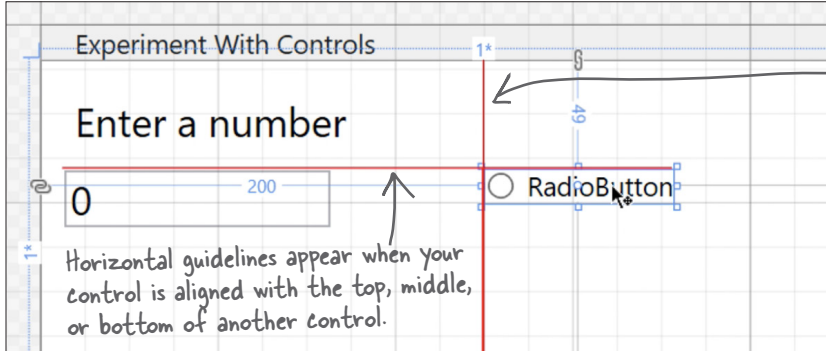 Experiment With Controls
1*
49
Enter a number
200
RadioButton
0
1*
Horizontal guidelines appear when your
control is aligned with the top, middle,
or bottom of another control.